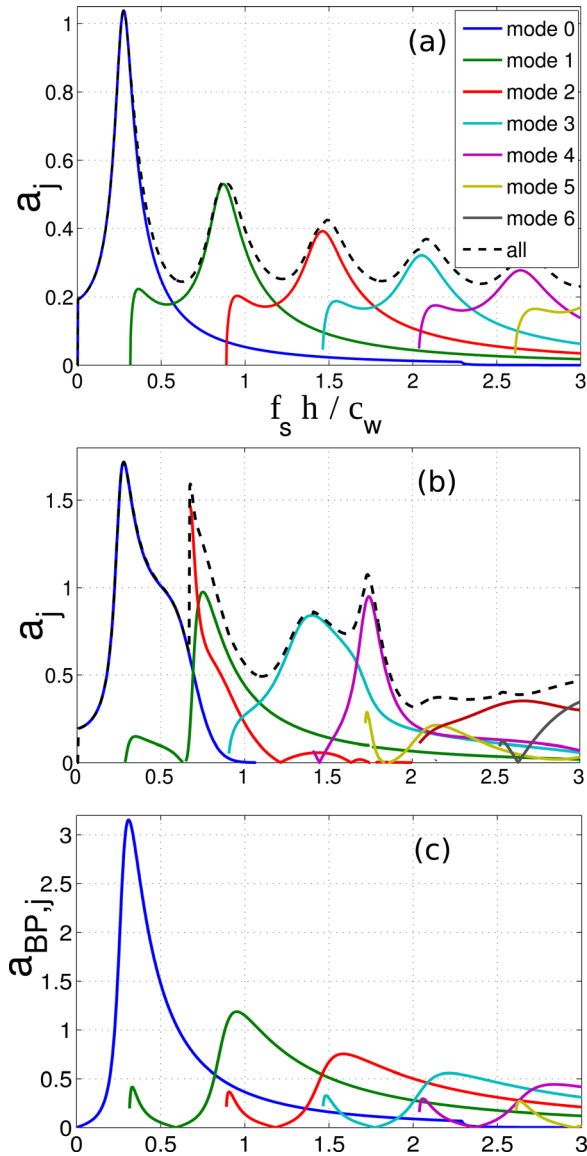 (a)
mode 0
mode 1
mode 2
mode 3
mode 4
mode 5
mode 6
all
1
0.8
0.6
0.4
0.2
0
a_j
0 0.5 1 1.5 2 2.5 3
f_s h / c_w
(b)
1.5
1
0.5
0
a_j
0 0.5 1 1.5 2 2.5 3
(c)
3
2.5
2
1.5
1
0.5
0
a_BP,j
0 0.5 1 1.5 2 2.5 3